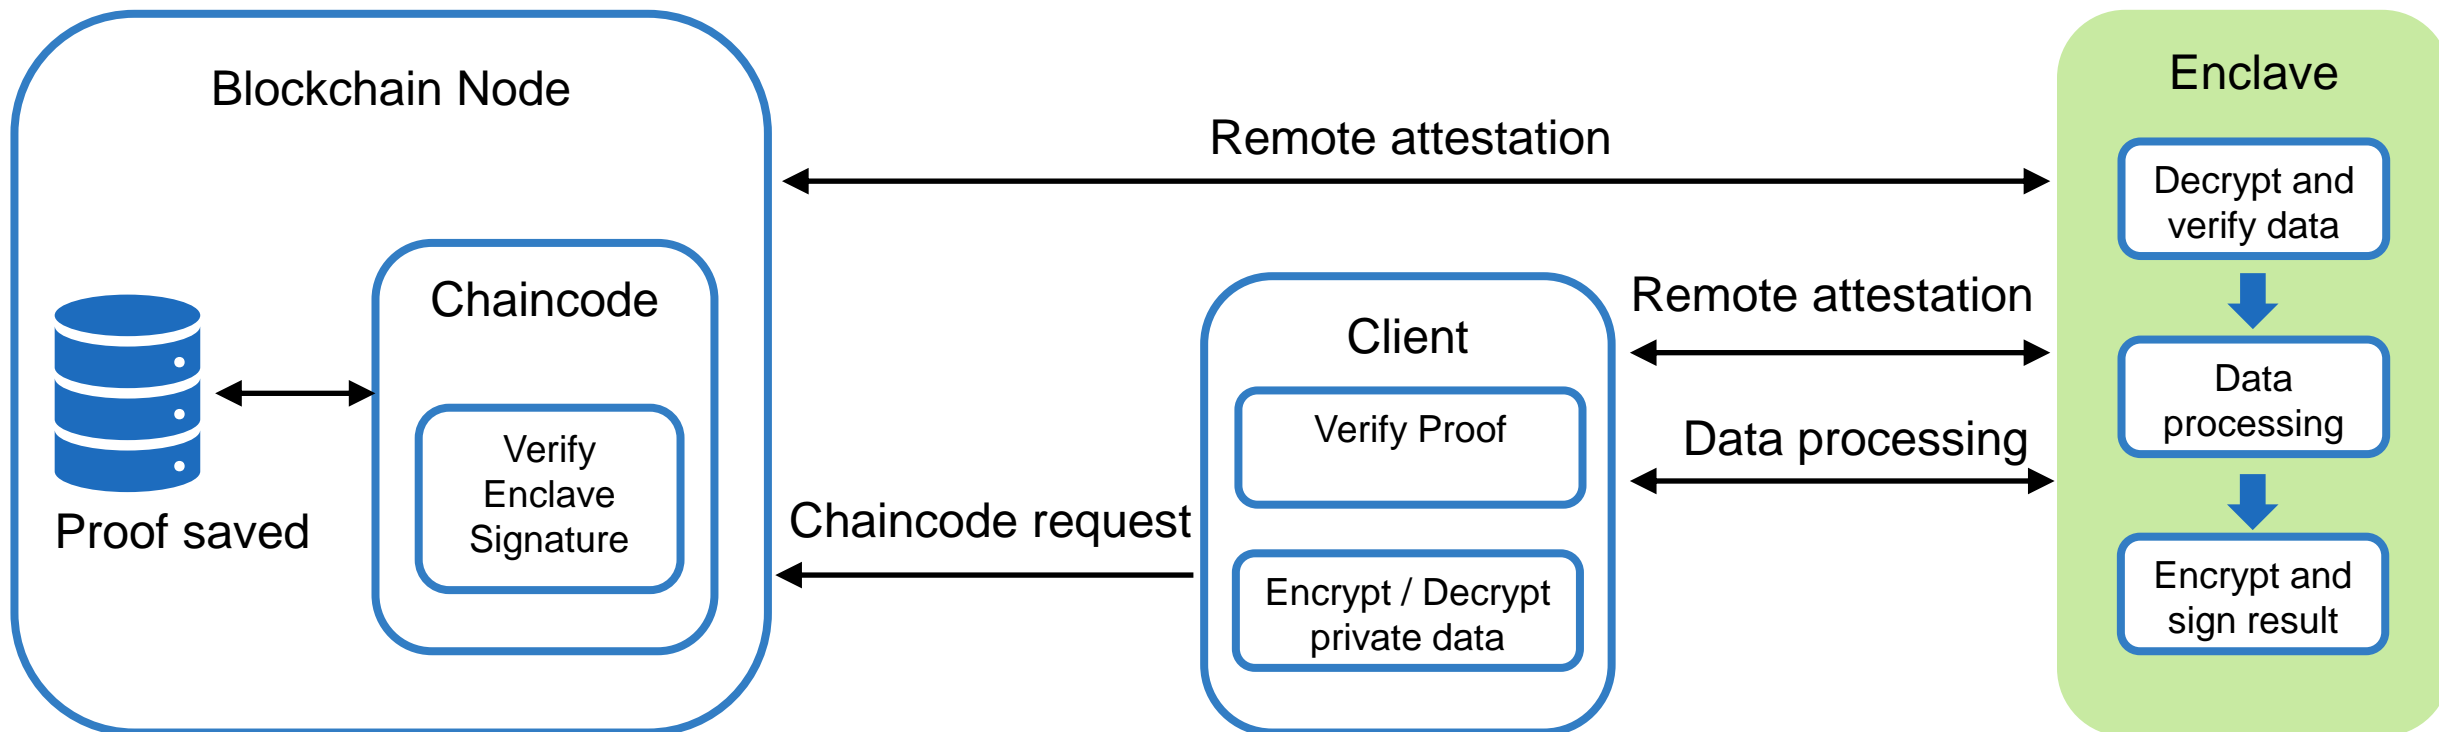 Blockchain Node
Proof saved
Chaincode
Verify
Enclave
Signature
Remote attestation
Chaincode request
Client
Verify Proof
Encrypt / Decrypt
private data
Remote attestation
Data processing
Enclave
Decrypt and
verify data
Data
processing
Encrypt and
sign result